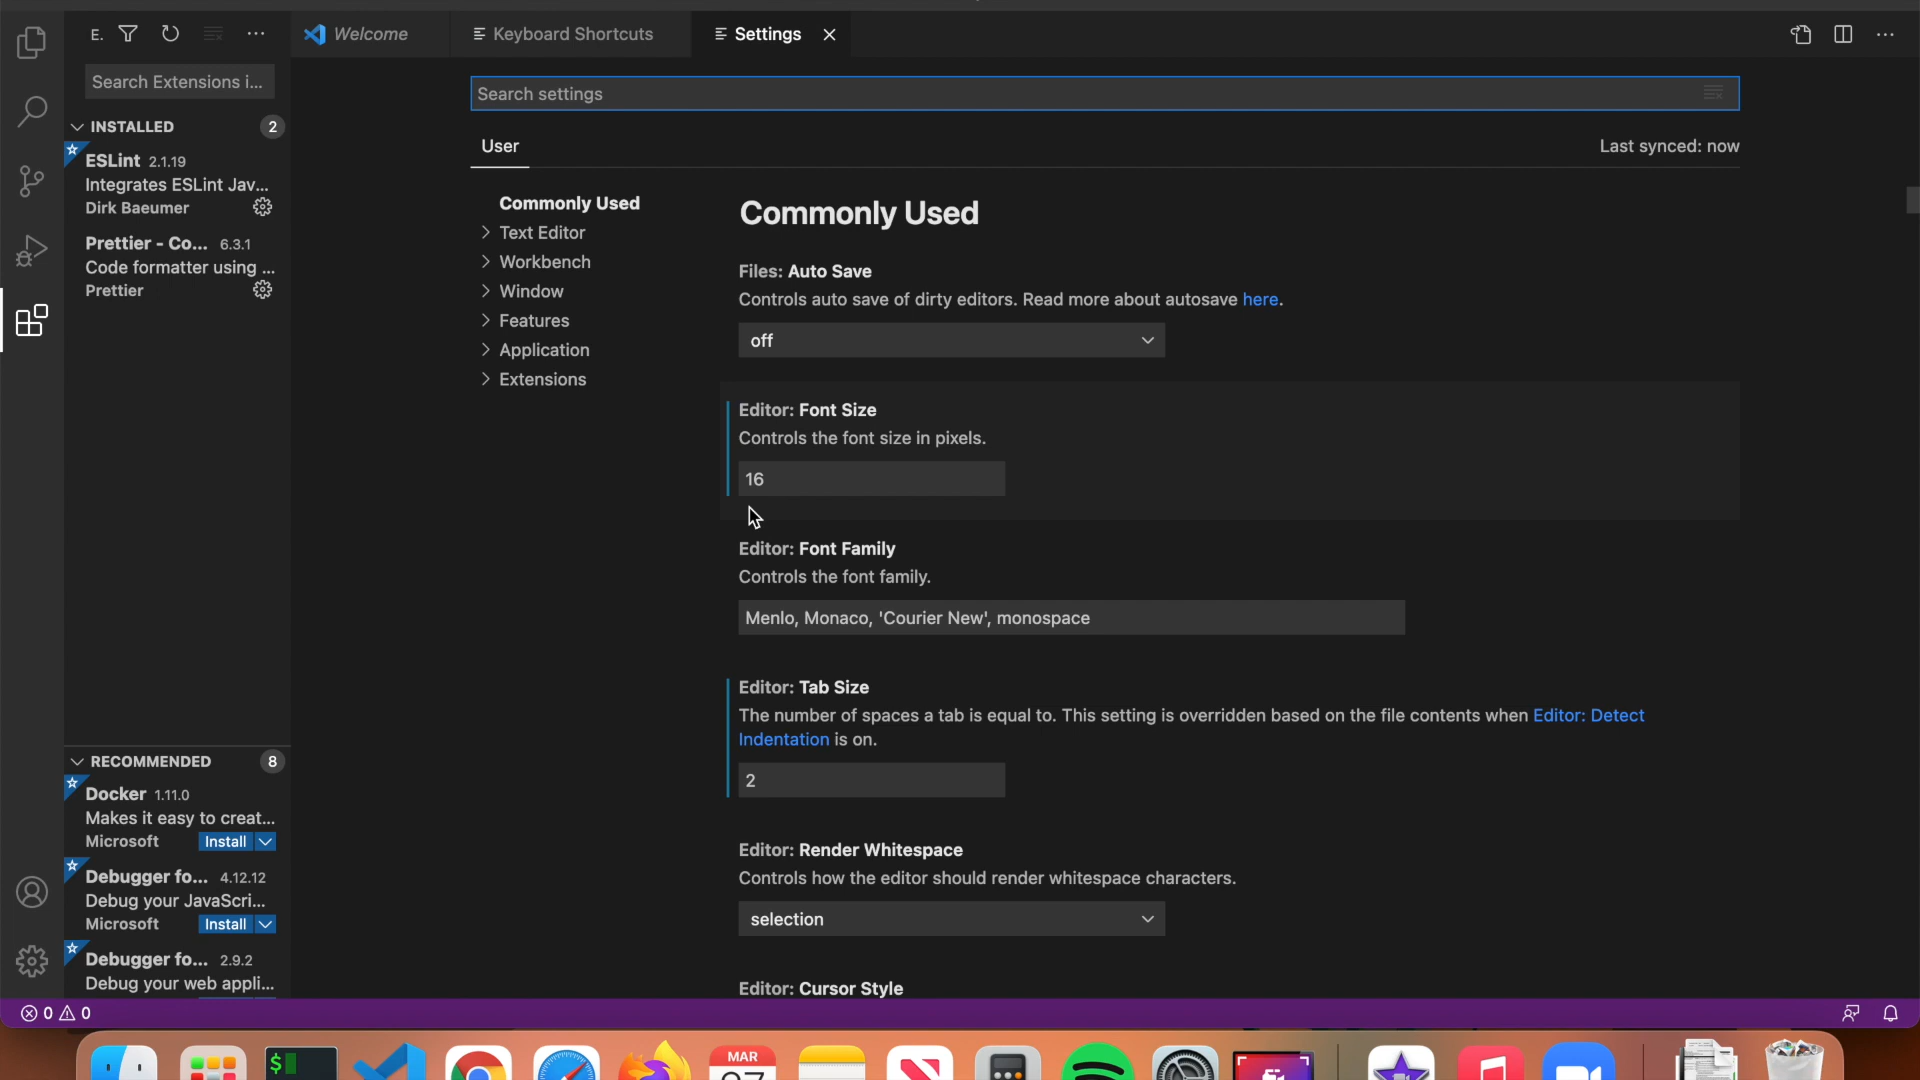 E.
Welcome
Keyboard Shortcuts
Settings
Search Extensions i...
INSTALLED 2
ESLint 2.1.19
Integrates ESLint Jav...
Dirk Baeumer
Prettier - Co... 6.3.1
Code formatter using ...
Prettier
RECOMMENDED 8
Docker 1.11.0
Makes it easy to creat...
Microsoft Install
Debugger fo... 4.12.12
Debug your JavaScri...
Microsoft Install
Debugger fo... 2.9.2
Debug your web appli...
Search settings
User
Last synced: now
Commonly Used
Text Editor
Workbench
Window
Features
Application
Extensions
Commonly Used
Files: Auto Save
Controls auto save of dirty editors. Read more about autosave here.
off
Editor: Font Size
Controls the font size in pixels.
16
Editor: Font Family
Controls the font family.
Menlo, Monaco, 'Courier New', monospace
Editor: Tab Size
The number of spaces a tab is equal to. This setting is overridden based on the file contents when Editor: Detect
Indentation is on.
2
Editor: Render Whitespace
Controls how the editor should render whitespace characters.
selection
Editor: Cursor Style
0 0
$
MAR